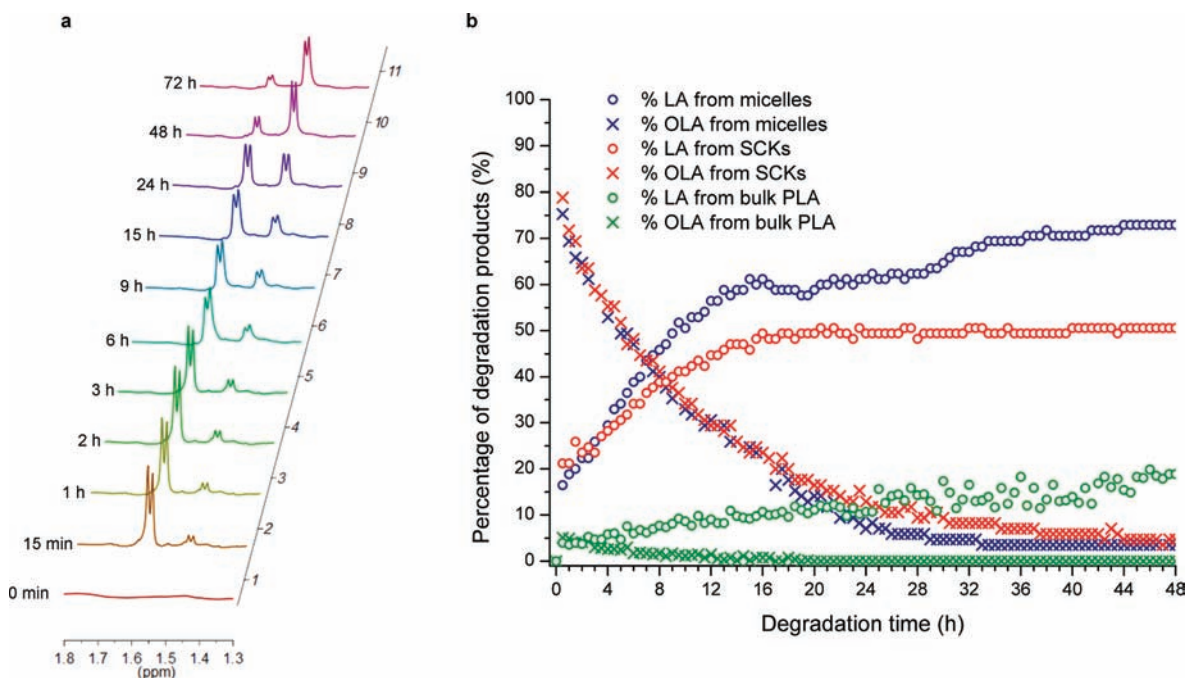 a
72 h
48 h
24 h
15 h
9 h
6 h
3 h
2 h
1 h
15 min
0 min
11
10
9
8
7
6
5
4
3
2
1
1.8 1.7 1.6 1.5 1.4 1.3
(ppm)
b
% LA from micelles
% OLA from micelles
% LA from SCKs
% OLA from SCKs
% LA from bulk PLA
% OLA from bulk PLA
Percentage of degradation products (%)
100
90
80
70
60
50
40
30
20
10
0
0 4 8 12 16 20 24 28 32 36 40 44 48
Degradation time (h)